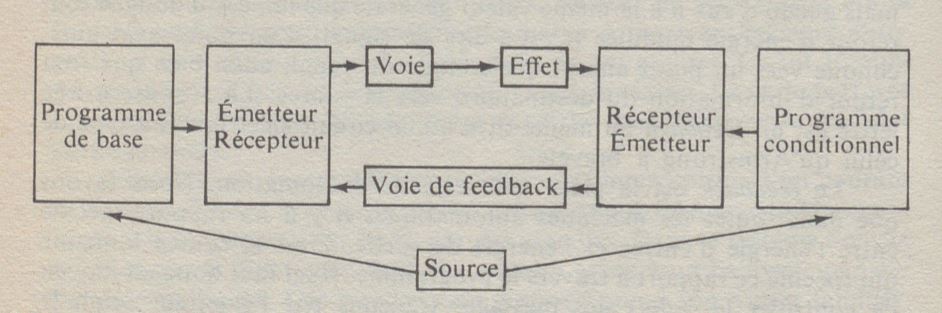 Programme
de base
Émetteur
Récepteur
Voie
Effet
Récepteur
Émetteur
Programme
conditionnel
Voie de feedback
Source